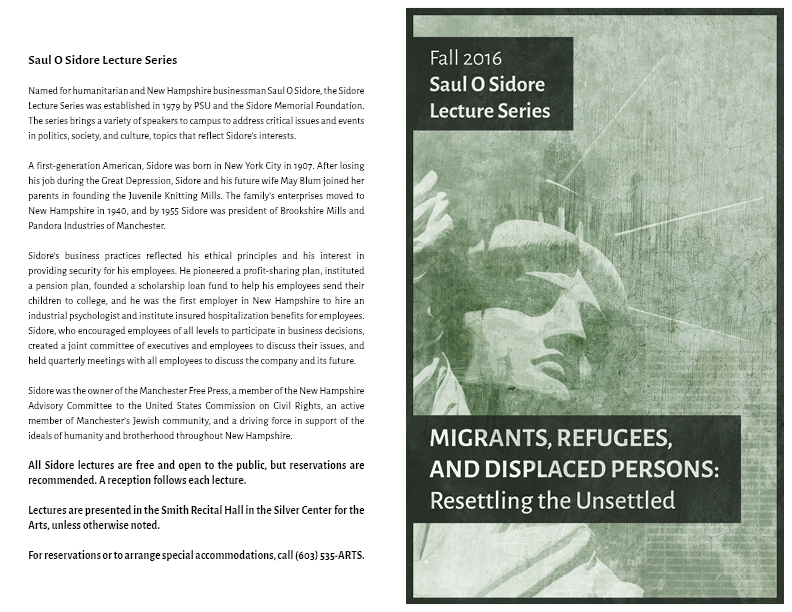 Saul O Sidore Lecture Series
Named for humanitarian and New Hampshire businessman Saul O Sidore, the Sidore
Lecture Series was established in 1979 by PSU and the Sidore Memorial Foundation.
The series brings a variety of speakers to campus to address critical issues and events
in politics, society, and culture, topics that reflect Sidore's interests.
A first-generation American, Sidore was born in New York City in 1907. After losing
his job during the Great Depression, Sidore and his future wife May Blum joined her
parents in founding the Juvenile Knitting Mills. The family's enterprises moved to
New Hampshire in 1940, and by 1955 Sidore was president of Brookshire Mills and
Pandora Industries of Manchester.
Sidore's business practices reflected his ethical principles and his interest in
providing security for his employees. He pioneered a profit-sharing plan, instituted
a pension plan, founded a scholarship loan fund to help his employees send their
children to college, and he was the first employer in New Hampshire to hire an
industrial psychologist and institute insured hospitalization benefits for employees.
Sidore, who encouraged employees of all levels to participate in business decisions,
created a joint committee of executives and employees to discuss their issues, and
held quarterly meetings with all employees to discuss the company and its future.
Sidore was the owner of the Manchester Free Press, a member of the New Hampshire
Advisory Committee to the United States Commission on Civil Rights, an active
member of Manchester's Jewish community, and a driving force in support of the
ideals of humanity and brotherhood throughout New Hampshire.
All Sidore lectures are free and open to the public, but reservations are
recommended. A reception follows each lecture.
Lectures are presented in the Smith Recital Hall in the Silver Center for the
Arts, unless otherwise noted.
For reservations or to arrange special accommodations, call (603) 535-ARTS.
Fall 2016
Saul O Sidore
Lecture Series
MIGRANTS, REFUGEES,
AND DISPLACED PERSONS:
Resettling the Unsettled